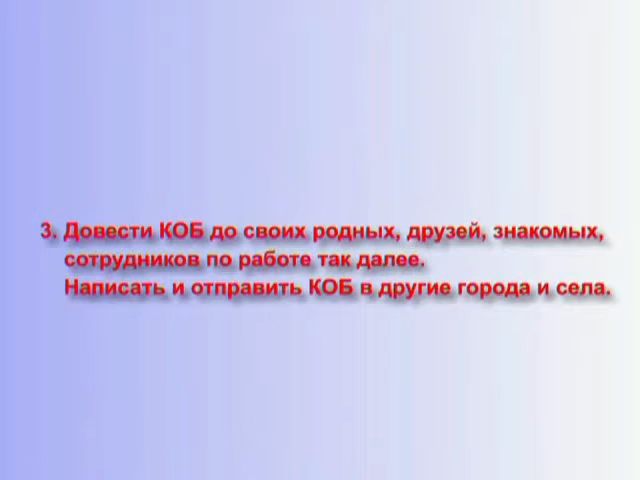 3. Довести КОБ до своих родных, друзей, знакомых,
сотрудников по работе так далее.
Написать и отправить КОБ в другие города и села.